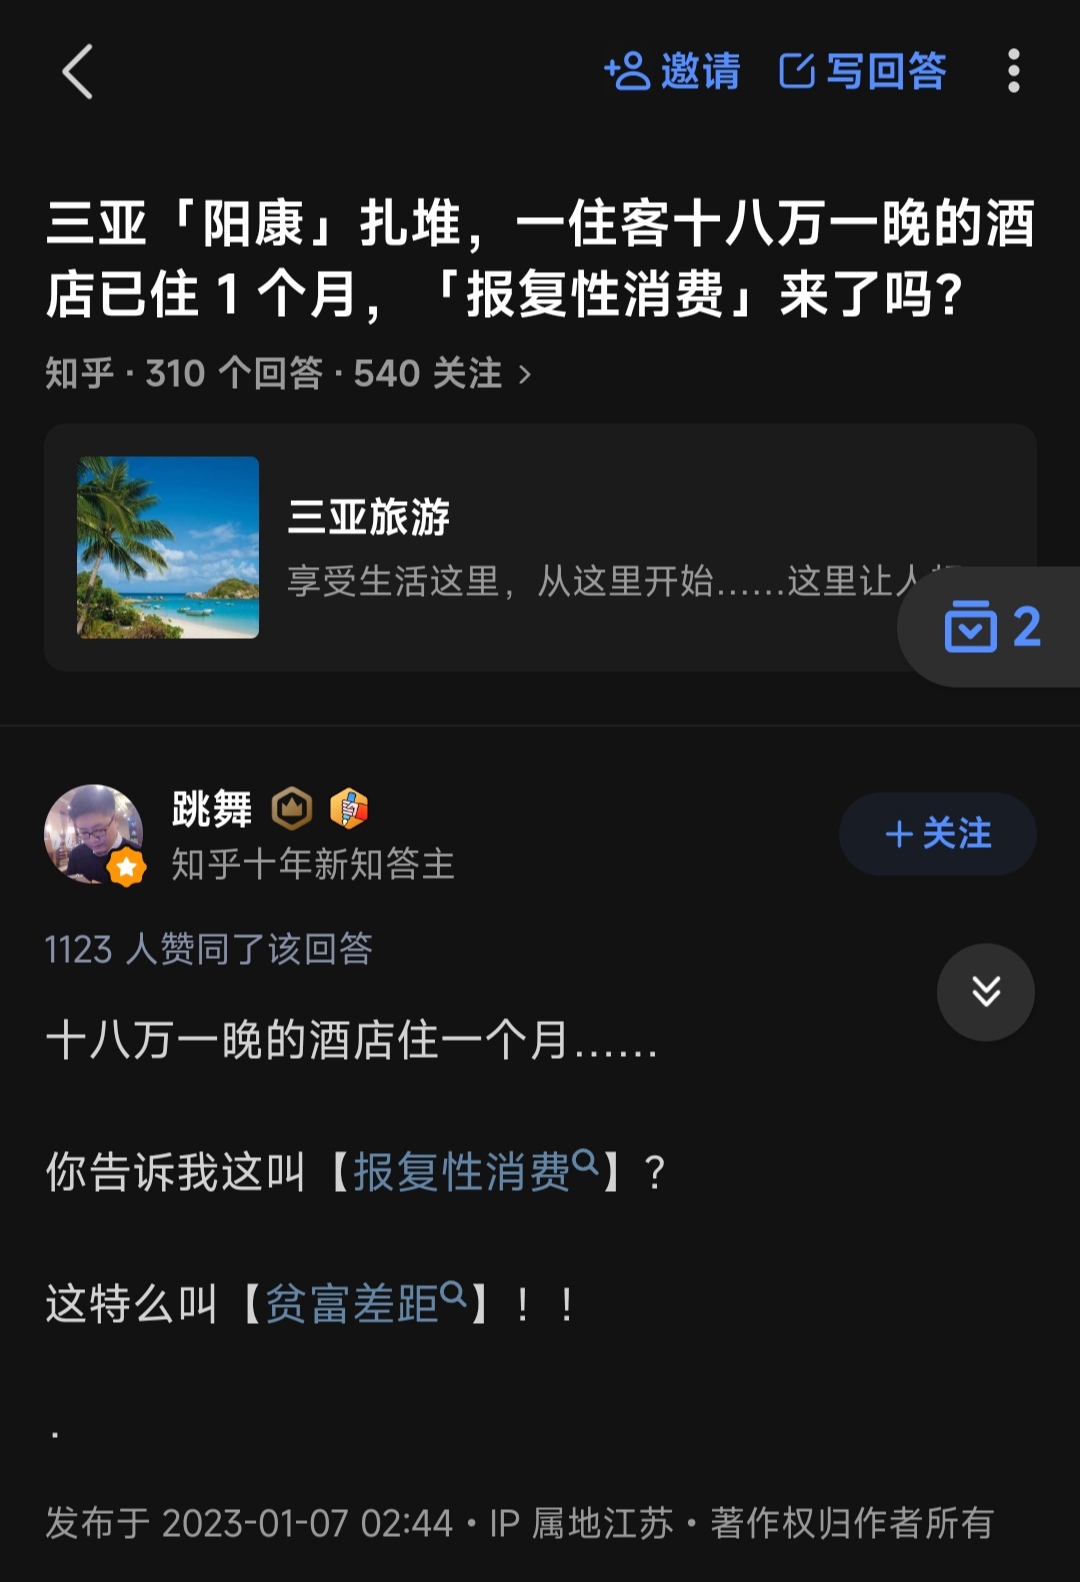 邀请 写回答
三亚「阳康」扎堆，一住客十八万一晚的酒
店已住 1 个月，「报复性消费」来了吗？
知乎 · 310 个回答 · 540 关注 >
三亚旅游
享受生活这里，从这里开始……这里让人
2
跳舞
知乎十年新知答主
+ 关注
1123 人赞同了该回答
十八万一晚的酒店住一个月……
你告诉我这叫【报复性消费】？
这特么叫【贫富差距】！！
.
发布于 2023-01-07 02:44 · IP 属地江苏 · 著作权归作者所有